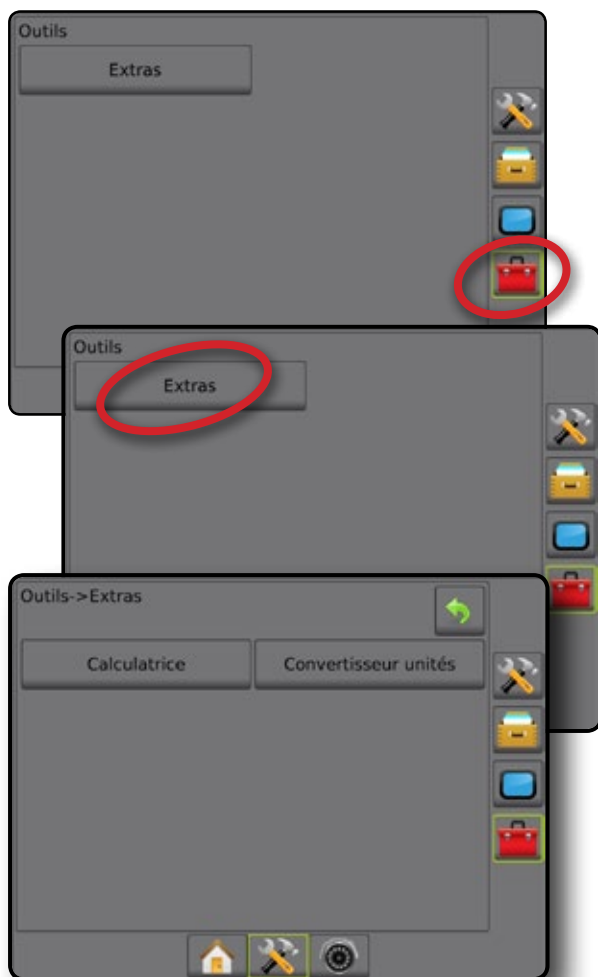 Outils
Extras
Outils
Extras
Outils->Extras
Calculatrice Convertisseur unités